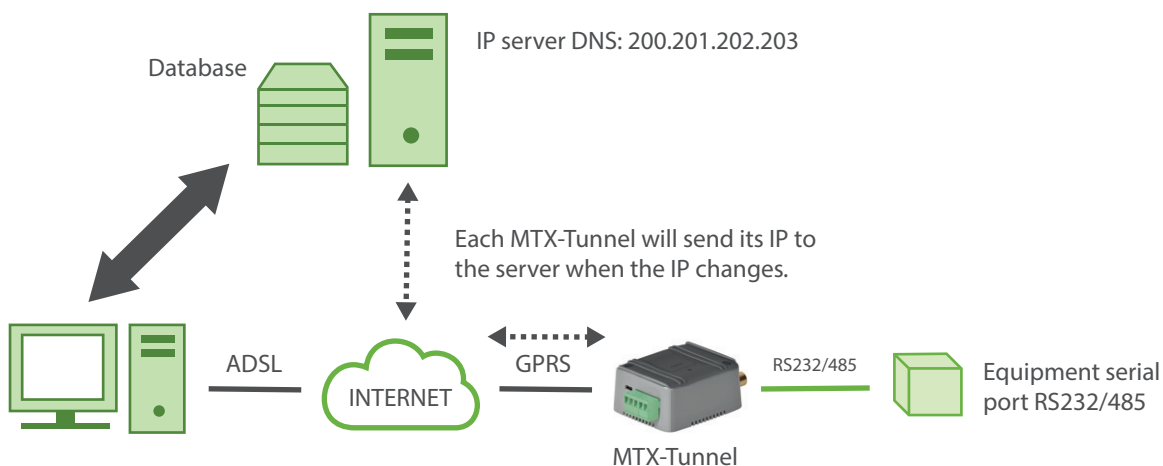 IP server DNS: 200.201.202.203
Database
Each MTX-Tunnel will send its IP to
the server when the IP changes.
ADSL
INTERNET
GPRS
RS232/485
Equipment serial
port RS232/485
MTX-Tunnel